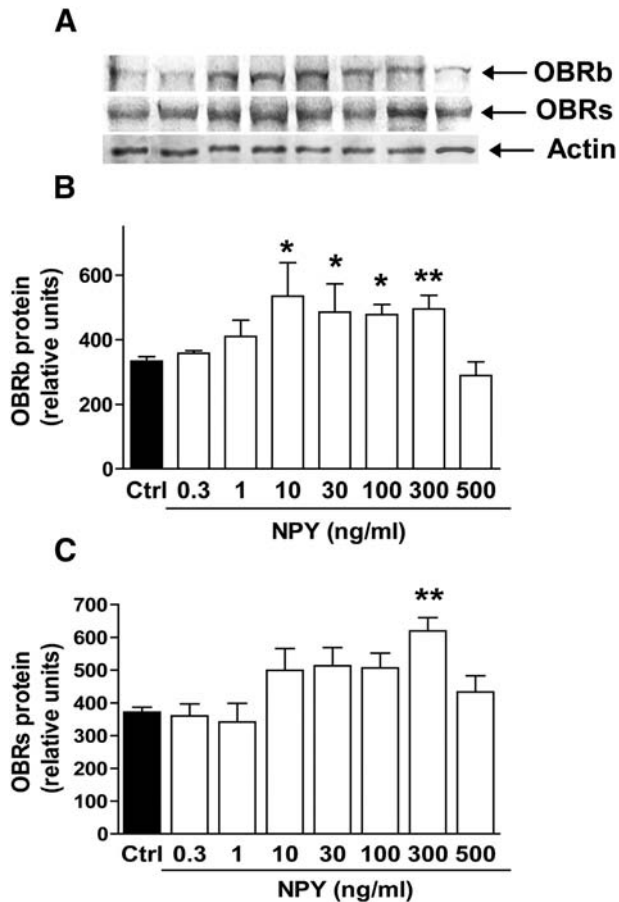 A
OBRb
OBRs
Actin
B
OBRb protein
(relative units)
600
400
200
0
*
*
*
**
Ctrl 0.3 1 10 30 100 300 500
NPY (ng/ml)
C
OBRs protein
(relative units)
700
600
500
400
300
200
100
0
**
Ctrl 0.3 1 10 30 100 300 500
NPY (ng/ml)